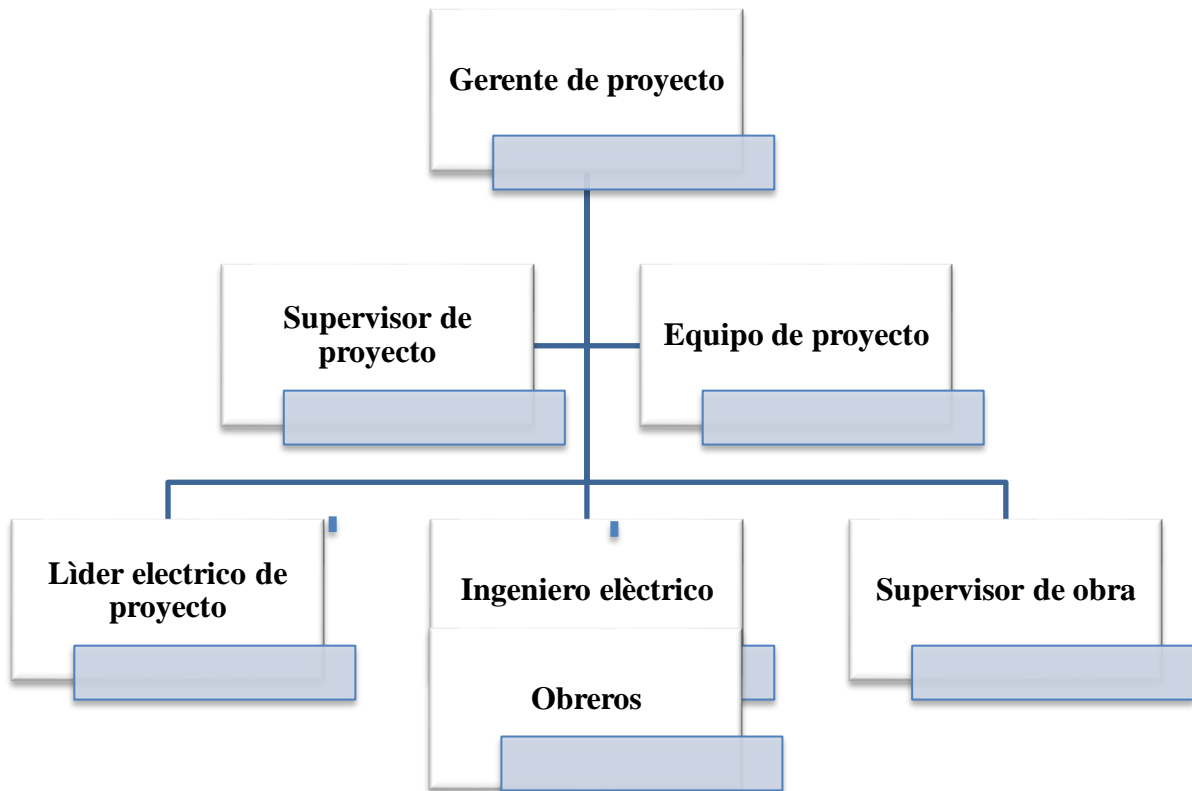 Gerente de proyecto
Supervisor de
proyecto
Equipo de proyecto
Lìder electrico de
proyecto
Ingeniero elèctrico
Supervisor de obra
Obreros